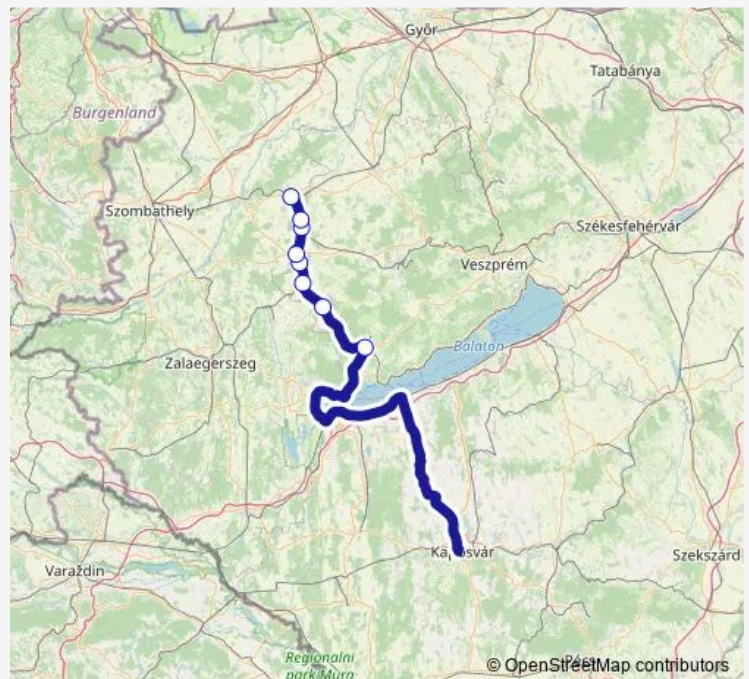 Győr
Tatabánya
Burgenland
Szombathely
Székesfehérvár
Veszprém
Balaton
Zalaegerszeg
Kaposvár
Szekszárd
Varaždin
Regionalni
park Mura
© OpenStreetMap contributors